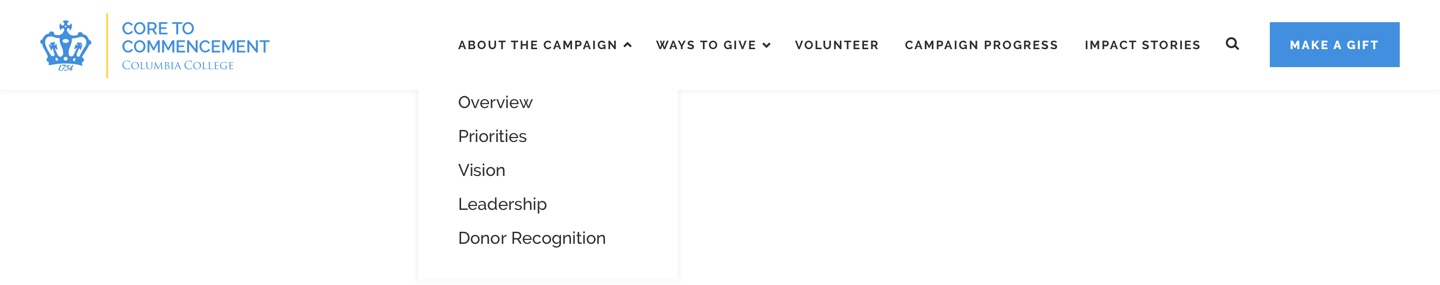 CORE TO
COMMENCEMENT
COLUMBIA COLLEGE
1754
ABOUT THE CAMPAIGN
WAYS TO GIVE
VOLUNTEER
CAMPAIGN PROGRESS
IMPACT STORIES
MAKE A GIFT
Overview
Priorities
Vision
Leadership
Donor Recognition